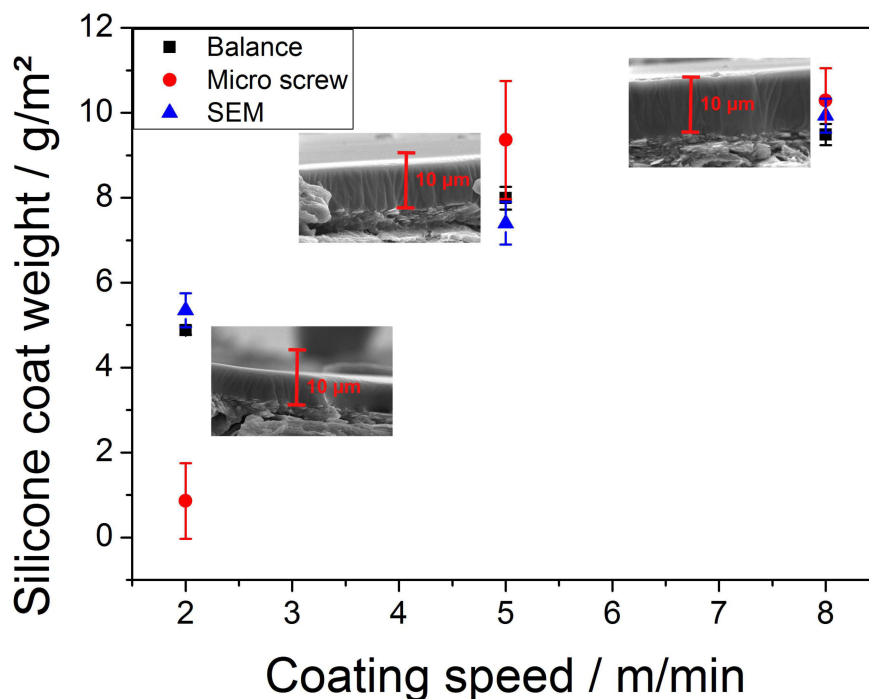 Balance
Micro screw
SEM
12
10
8
6
4
2
0
10 µm
10 µm
10 µm
2
3
4
5
6
7
8
Silicone coat weight / g/m²
Coating speed / m/min